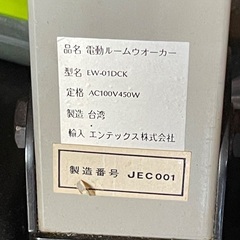 品名 電動ルームウオーカー
型名 EW-01DCK
定格 AC100V450W
製造 台湾
輸入 エンテックス株式会社
製造番号 JEC001